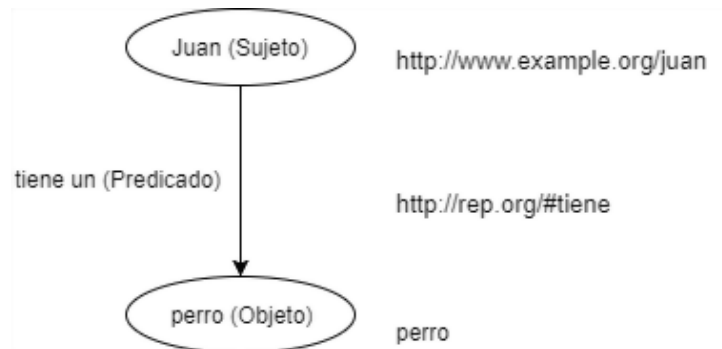 Juan (Sujeto)
http://www.example.org/juan
tiene un (Predicado)
http://rep.org/#tiene
perro (Objeto)
perro